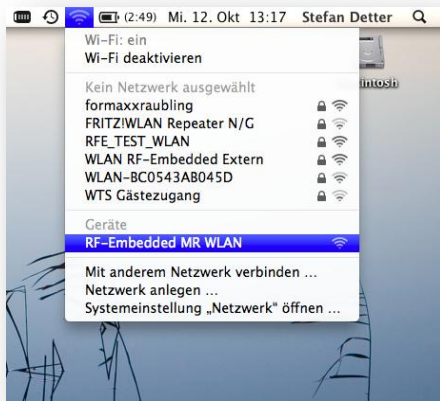 (2:49) Mi. 12. Okt 13:17 Stefan Detter
Wi-Fi: ein
Wi-Fi deaktivieren
Kein Netzwerk ausgewählt
formaxxraubling
FRITZ!WLAN Repeater N/G
RFE_TEST_WLAN
WLAN RF-Embedded Extern
WLAN-BC0543AB045D
WTS Gästezugang
Geräte
RF-Embedded MR WLAN
Mit anderem Netzwerk verbinden ...
Netzwerk anlegen ...
Systemeinstellung „Netzwerk“ öffnen ...
intosh